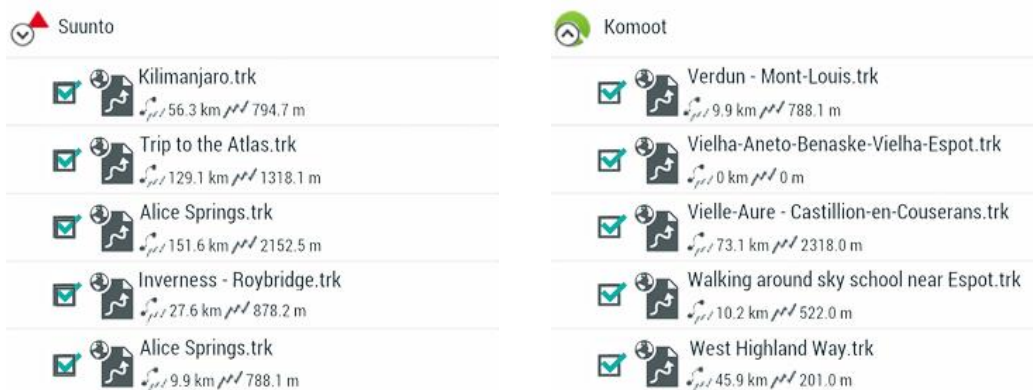 Suunto
Kilimanjaro.trk
56.3 km 794.7 m
Trip to the Atlas.trk
129.1 km 1318.1 m
Alice Springs.trk
151.6 km 2152.5 m
Inverness - Roybridge.trk
27.6 km 878.2 m
Alice Springs.trk
9.9 km 788.1 m
Komoot
Verdun - Mont-Louis.trk
9.9 km 788.1 m
Vielha-Aneto-Benaske-Vielha-Espot.trk
0 km 0 m
Vielle-Aure - Castillion-en-Couserans.trk
73.1 km 2318.0 m
Walking around sky school near Espot.trk
10.2 km 522.0 m
West Highland Way.trk
45.9 km 201.0 m